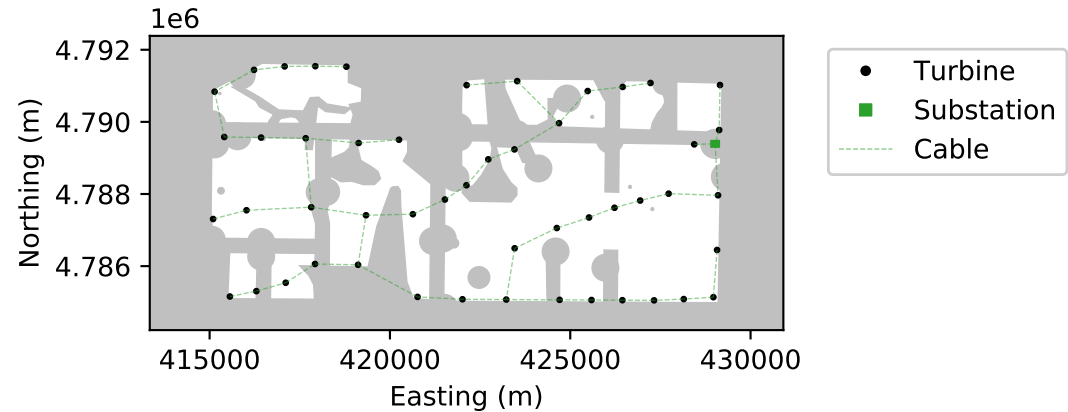 1e6
4.792
4.790
4.788
4.786
Northing (m)
415000 420000 425000 430000
Easting (m)
Turbine
Substation
Cable